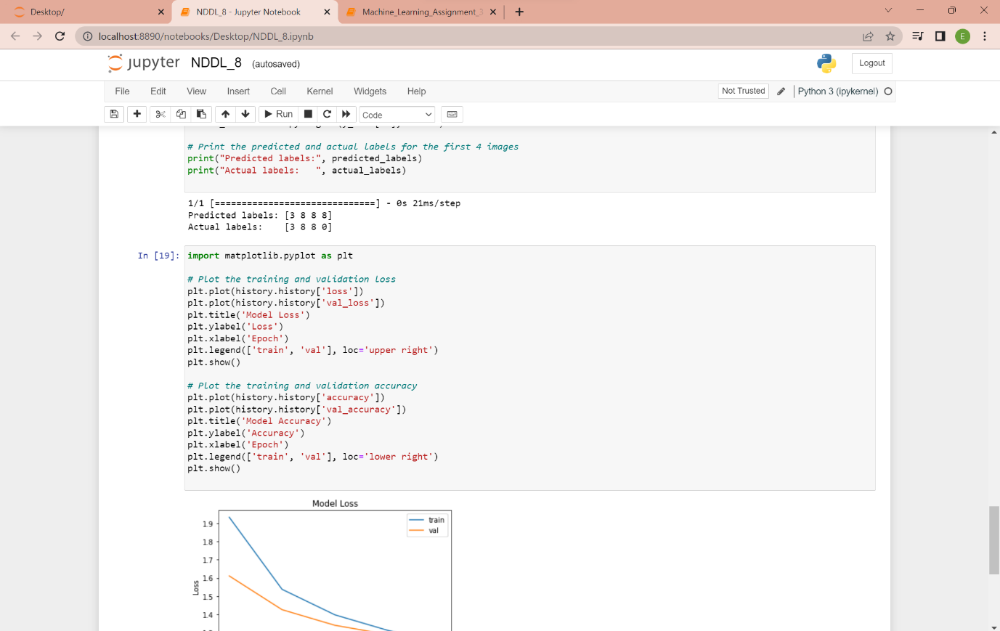 Desktop/
NDDL_8 - Jupyter Notebook
Machine_Learning_Assignment_3
localhost:8890/notebooks/Desktop/NDDL_8.ipynb
E
jupyter NDDL_8 (autosaved)
Logout
File Edit View Insert Cell Kernel Widgets Help
Not Trusted
Python 3 (ipykernel)
Run
Code
# Print the predicted and actual labels for the first 4 images
print("Predicted labels:", predicted_labels)
print("Actual labels:   ", actual_labels)
1/1 [==============================] - 0s 21ms/step
Predicted labels: [3 8 8 8]
Actual labels:    [3 8 8 0]
In [19]:
import matplotlib.pyplot as plt
# Plot the training and validation loss
plt.plot(history.history['loss'])
plt.plot(history.history['val_loss'])
plt.title('Model Loss')
plt.ylabel('Loss')
plt.xlabel('Epoch')
plt.legend(['train', 'val'], loc='upper right')
plt.show()
# Plot the training and validation accuracy
plt.plot(history.history['accuracy'])
plt.plot(history.history['val_accuracy'])
plt.title('Model Accuracy')
plt.ylabel('Accuracy')
plt.xlabel('Epoch')
plt.legend(['train', 'val'], loc='lower right')
plt.show()
Model Loss
train
val
1.9
1.8
1.7
1.6
1.5
1.4
Loss